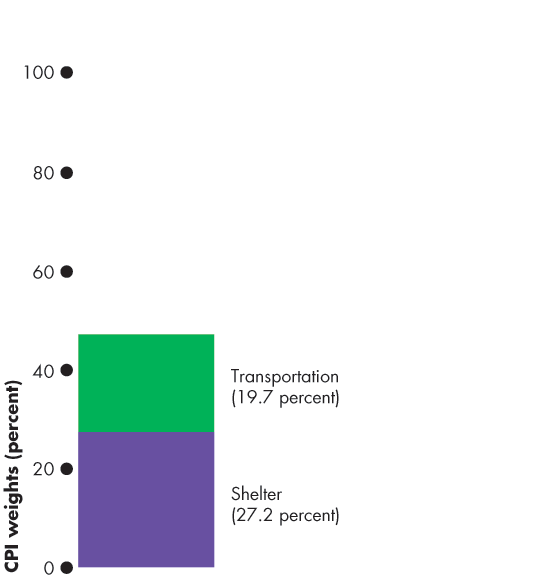 100
80
60
40
20
0
CPI weights (percent)
Transportation
(19.7 percent)
Shelter
(27.2 percent)